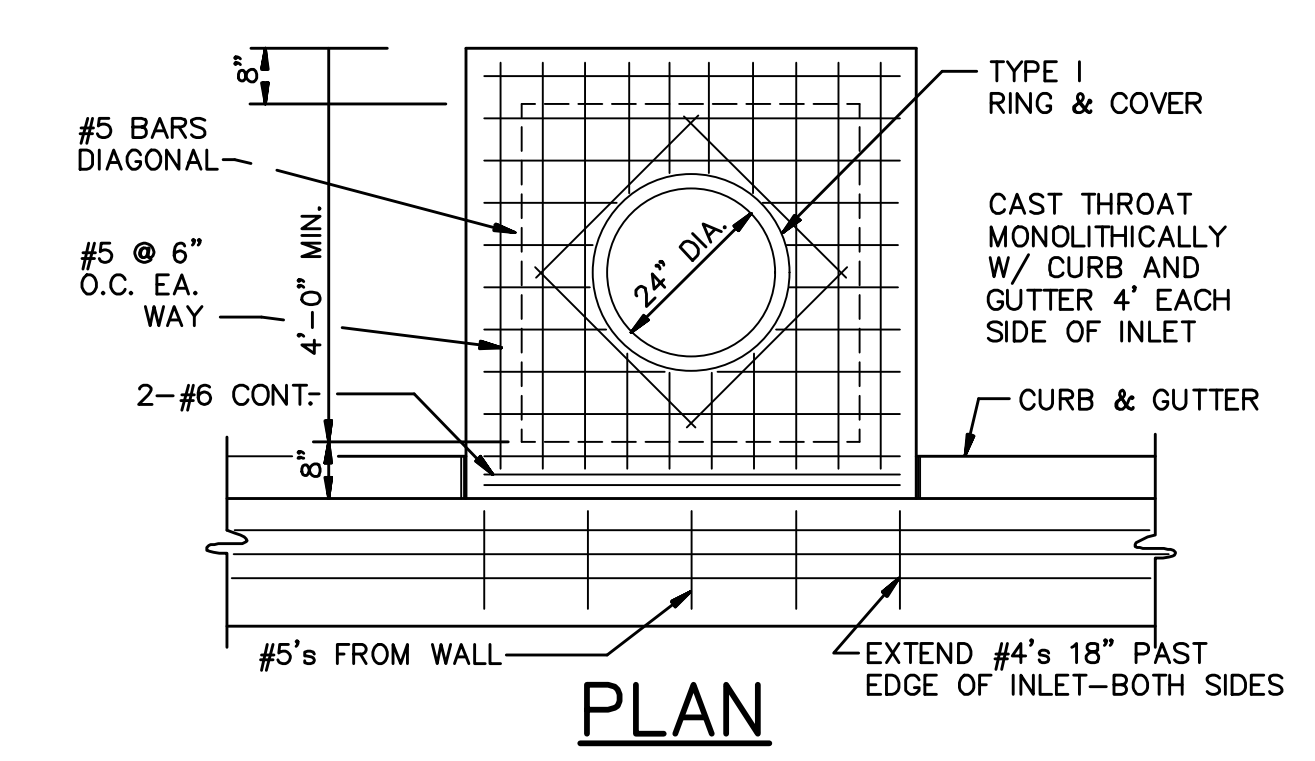 8”
#5 BARS
DIAGONAL
#5 @ 6”
O.C. EA.
WAY
4'-0” MIN.
2-#6 CONT.
8”
24” DIA.
TYPE I
RING & COVER
CAST THROAT
MONOLITHICALLY
W/ CURB AND
GUTTER 4' EACH
SIDE OF INLET
CURB & GUTTER
#5's FROM WALL
EXTEND #4's 18” PAST
EDGE OF INLET-BOTH SIDES
PLAN